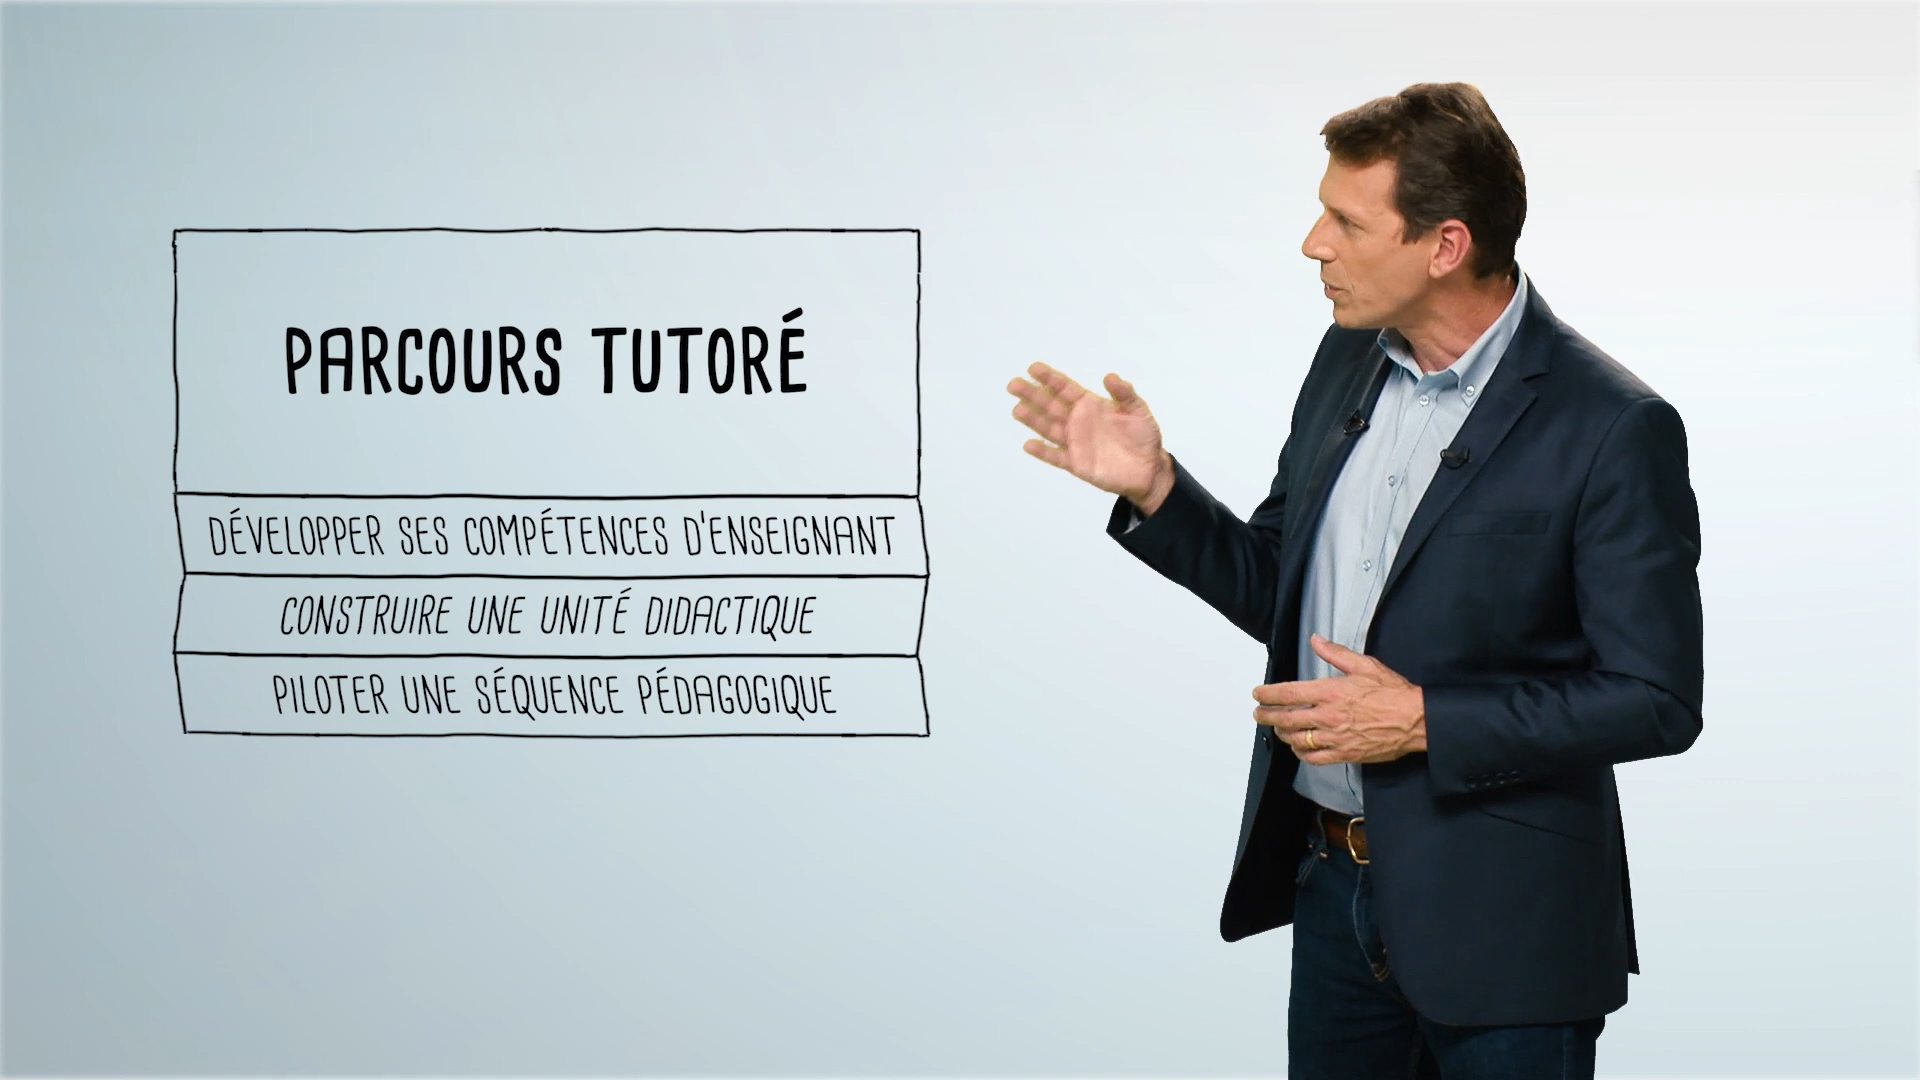 PARCOURS TUTORÉ
DÉVELOPPER SES COMPÉTENCES D'ENSEIGNANT
CONSTRUIRE UNE UNITÉ DIDACTIQUE
PILOTER UNE SÉQUENCE PÉDAGOGIQUE